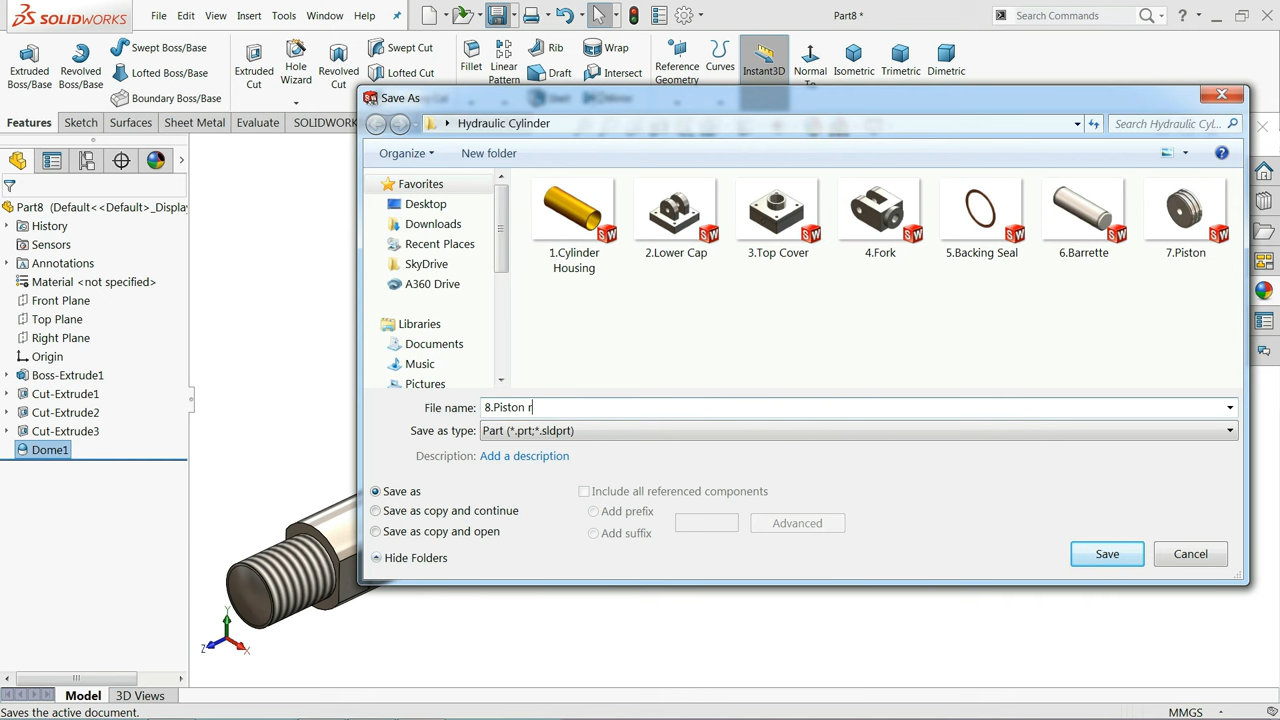 SOLIDWORKS
File Edit View Insert Tools Window Help
Part8 *
Search Commands
Extruded Boss/Base
Revolved Boss/Base
Swept Boss/Base
Lofted Boss/Base
Boundary Boss/Base
Extruded Cut
Hole Wizard
Revolved Cut
Swept Cut
Lofted Cut
Fillet
Linear Pattern
Rib
Draft
Wrap
Intersect
Reference Geometry
Curves
Instant3D
Normal To
Isometric
Trimetric
Dimetric
Features Sketch Surfaces Sheet Metal Evaluate SOLIDWORK
Part8 (Default<<Default>_Displa
History
Sensors
Annotations
Material <not specified>
Front Plane
Top Plane
Right Plane
Origin
Boss-Extrude1
Cut-Extrude1
Cut-Extrude2
Cut-Extrude3
Dome1
Save As
Hydraulic Cylinder
Search Hydraulic Cyl...
Organize
New folder
Favorites
Desktop
Downloads
Recent Places
SkyDrive
A360 Drive
Libraries
Documents
Music
Pictures
1.Cylinder Housing
2.Lower Cap
3.Top Cover
4.Fork
5.Backing Seal
6.Barrette
7.Piston
File name: 8.Piston r
Save as type: Part (*.prt;*.sldprt)
Description: Add a description
Save as
Save as copy and continue
Save as copy and open
Include all referenced components
Add prefix
Add suffix
Advanced
Hide Folders
Save
Cancel
Y
Z
X
Model 3D Views
Saves the active document.
MMGS